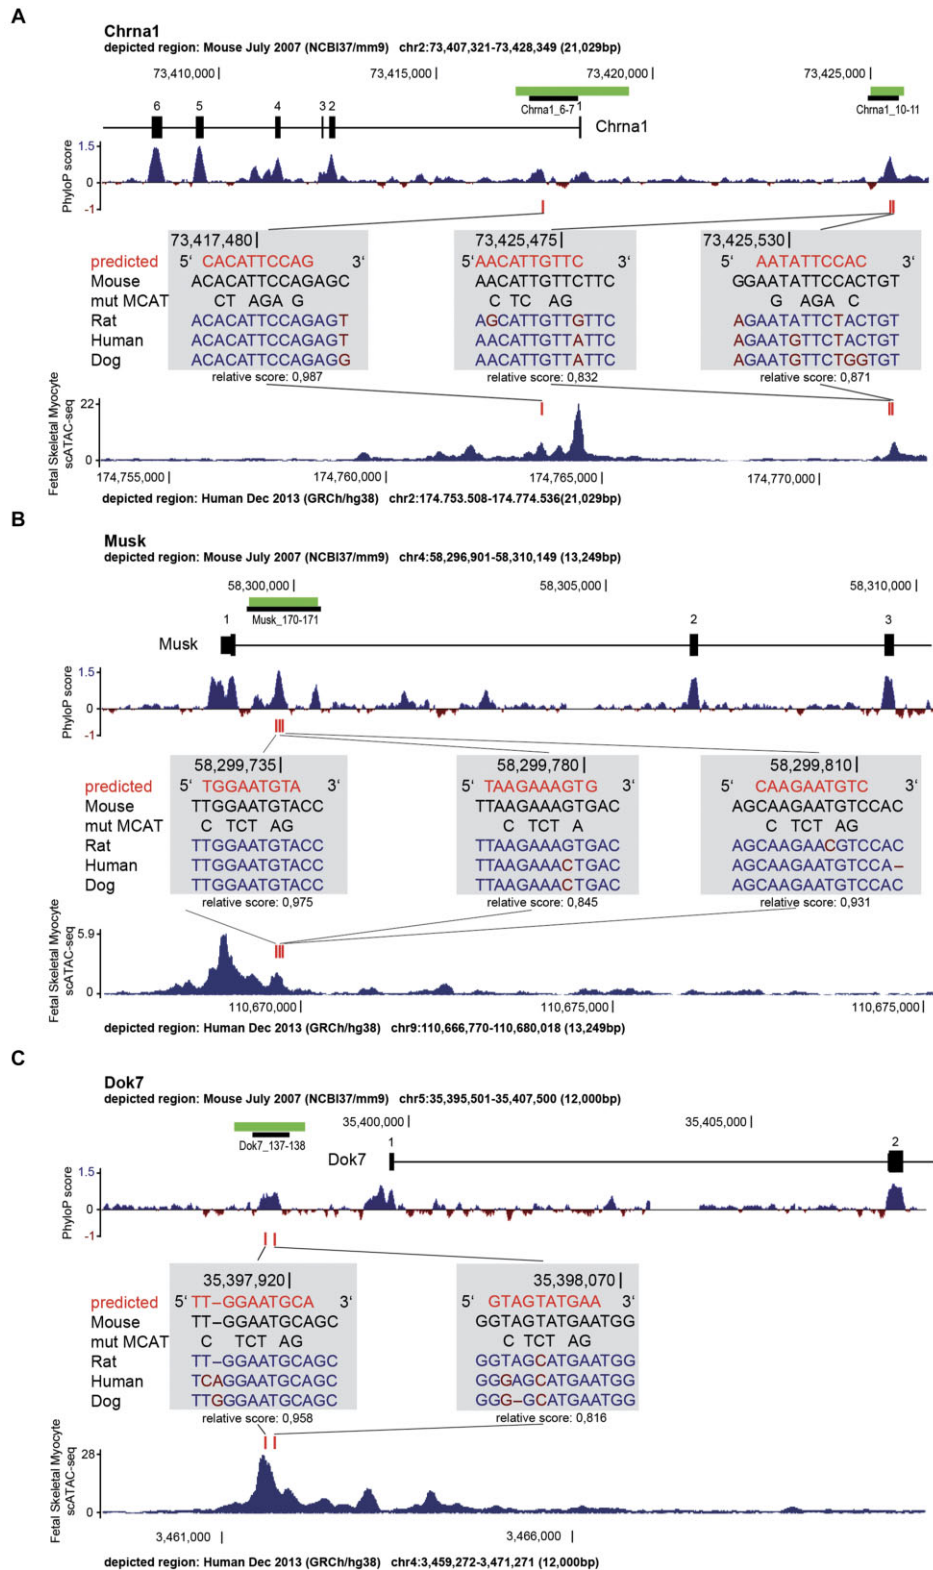 A
Chrna1
depicted region: Mouse July 2007 (NCBI37/mm9) chr2:73,407,321-73,428,349 (21,029bp)
73,410,000 73,415,000 73,420,000 73,425,000
6 5 4 3 2 Chrna1_6-7 1 Chrna1 Chrna1_10-11
PhyloP score
1.5
0
-1
73,417,480 73,425,475 73,425,530
predicted 5‘ CACATTCCAG 3‘ 5‘ AACATTGTTC 3‘ 5‘ AATATTCCAC 3‘
Mouse ACACATTCCAGAGC AACATTGTTCTTC GGAATATTCCACTGT
mut MCAT CT AGA G C TC AG G AGA C
Rat ACACATTCCAGAGT AGCATTGTTGTTC AGAATATTCTACTGT
Human ACACATTCCAGAGT AACATTGTTATTC AGAATGTTCTACTGT
Dog ACACATTCCAGAGG AACATTGTTATTC AGAATGTTCTGGTGT
relative score: 0,987 relative score: 0,832 relative score: 0,871
Fetal Skeletal Myocyte
scATAC-seq
22
0
174,755,000 174,760,000 174,765,000 174,770,000
depicted region: Human Dec 2013 (GRCh/hg38) chr2:174.753.508-174.774.536(21,029bp)
B
Musk
depicted region: Mouse July 2007 (NCBI37/mm9) chr4:58,296,901-58,310,149 (13,249bp)
58,300,000 58,305,000 58,310,000
Musk 1 Musk_170-171 2 3
PhyloP score
1.5
0
-1
58,299,735 58,299,780 58,299,810
predicted 5‘ TGGAATGTA 3‘ 5‘ TAAGAAAGTG 3‘ 5‘ CAAGAATGTC 3‘
Mouse TTGGAATGTACC TTAAGAAAGTGAC AGCAAGAATGTCCAC
mut MCAT C TCT AG C TCT A C TCT AG
Rat TTGGAATGTACC TTAAGAAAGTGAC AGCAAGAACGTCCAC
Human TTGGAATGTACC TTAAGAAACTGAC AGCAAGAATGTCCA–
Dog TTGGAATGTACC TTAAGAAACTGAC AGCAAGAATGTCCAC
relative score: 0,975 relative score: 0,845 relative score: 0,931
Fetal Skeletal Myocyte
scATAC-seq
5.9
0
110,670,000 110,675,000 110,675,000
depicted region: Human Dec 2013 (GRCh/hg38) chr9:110,666,770-110,680,018 (13,249bp)
C
Dok7
depicted region: Mouse July 2007 (NCBI37/mm9) chr5:35,395,501-35,407,500 (12,000bp)
35,400,000 35,405,000
Dok7_137-138 Dok7 1 2
PhyloP score
1.5
0
-1
35,397,920 35,398,070
predicted 5‘ TT–GGAATGCA 3‘ 5‘ GTAGTATGAA 3‘
Mouse TT–GGAATGCAGC GGTAGTATGAATGG
mut MCAT C TCT AG C TCT AG
Rat TT–GGAATGCAGC GGTAGCATGAATGG
Human TCAGGAATGCAGC GGGAGCATGAATGG
Dog TTGGGAATGCAGC GGG–GCATGAATGG
relative score: 0,958 relative score: 0,816
Fetal Skeletal Myocyte
scATAC-seq
28
0
3,461,000 3,466,000
depicted region: Human Dec 2013 (GRCh/hg38) chr4:3,459,272-3,471,271 (12,000bp)